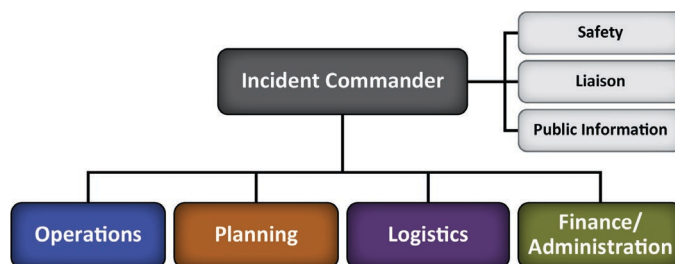 Safety
Incident Commander
Liaison
Public Information
Operations
Planning
Logistics
Finance/
Administration